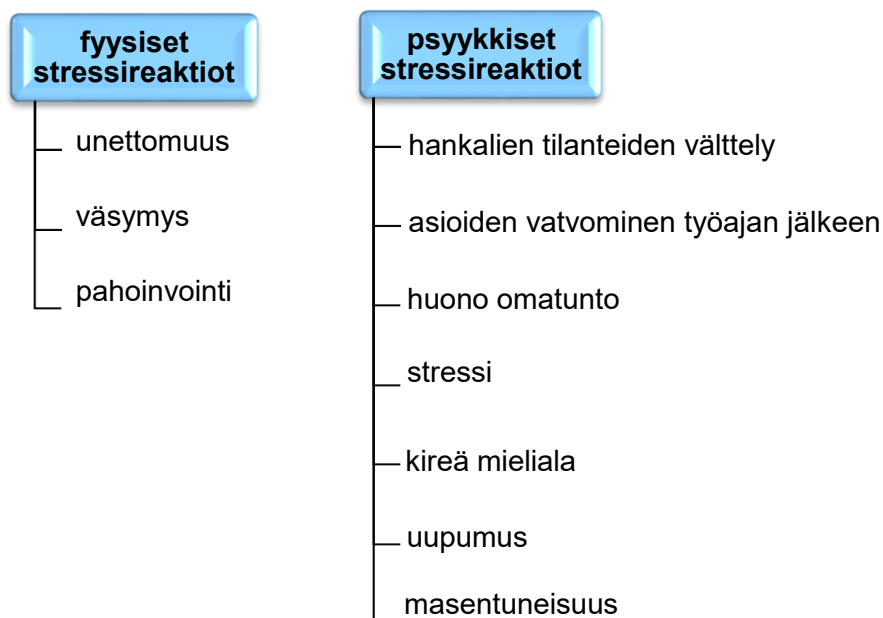 fyysiset
stressireaktiot
unettomuus
väsymys
pahoinvointi
psyykkiset
stressireaktiot
hankalien tilanteiden välttely
asioiden vatvominen työajan jälkeen
huono omatunto
stressi
kireä mieliala
uupumus
masentuneisuus